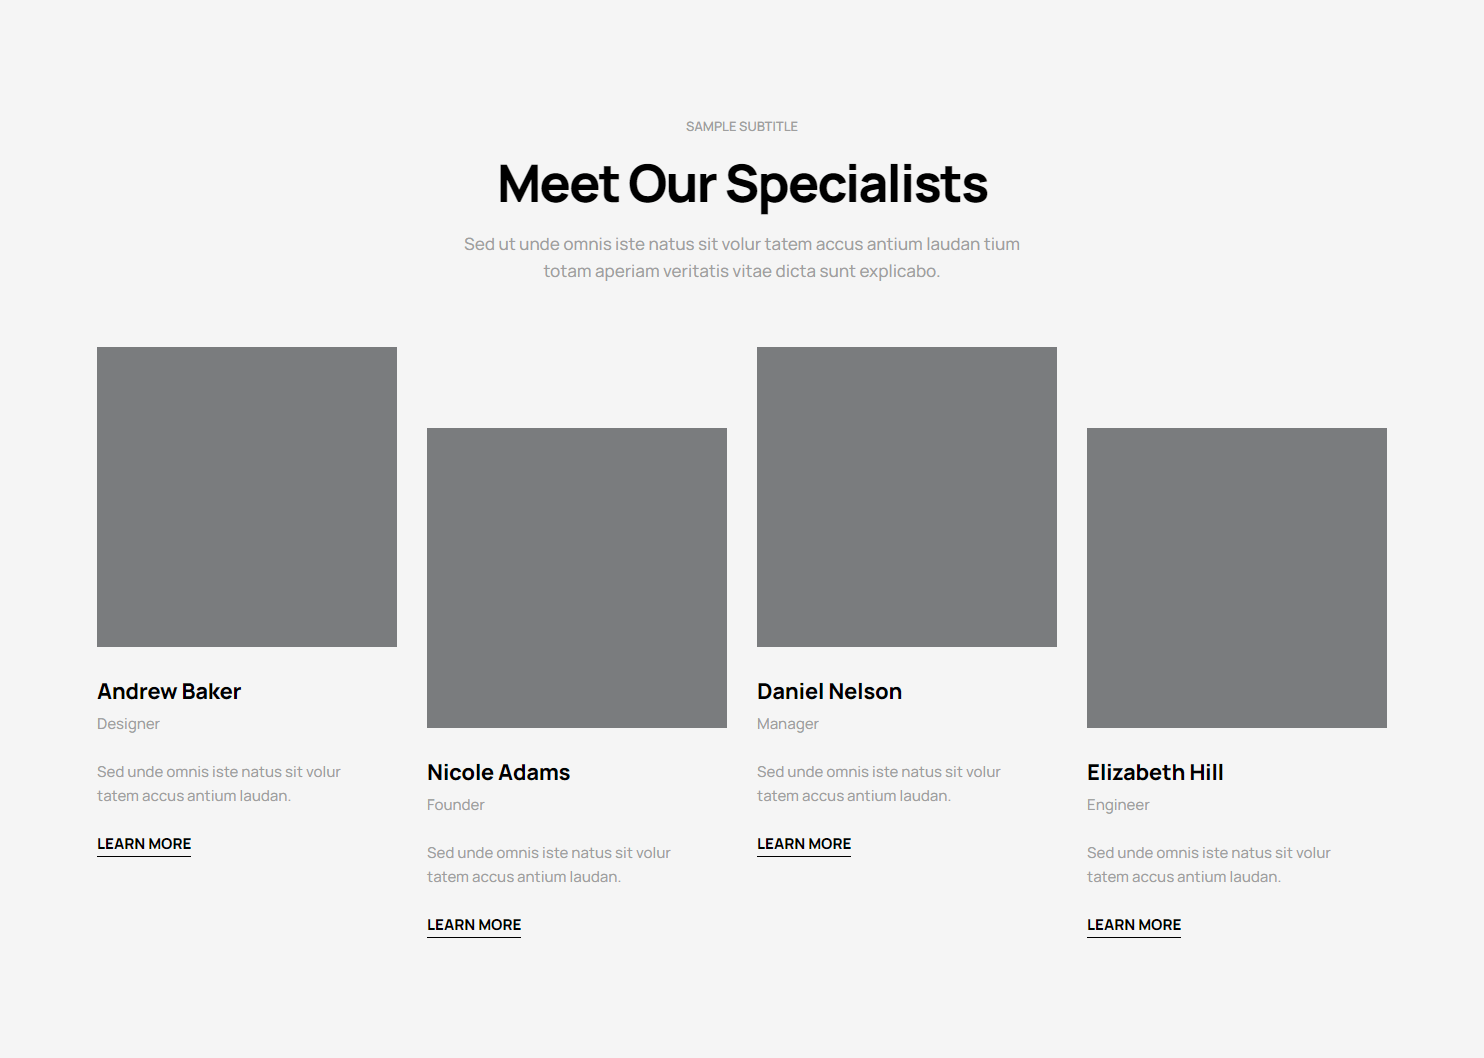 SAMPLE SUBTITLE
Meet Our Specialists
Sed ut unde omnis iste natus sit volur tatem accus antium laudan tium
totam aperiam veritatis vitae dicta sunt explicabo.
Andrew Baker
Designer
Sed unde omnis iste natus sit volur
tatem accus antium laudan.
LEARN MORE
Nicole Adams
Founder
Sed unde omnis iste natus sit volur
tatem accus antium laudan.
LEARN MORE
Daniel Nelson
Manager
Sed unde omnis iste natus sit volur
tatem accus antium laudan.
LEARN MORE
Elizabeth Hill
Engineer
Sed unde omnis iste natus sit volur
tatem accus antium laudan.
LEARN MORE